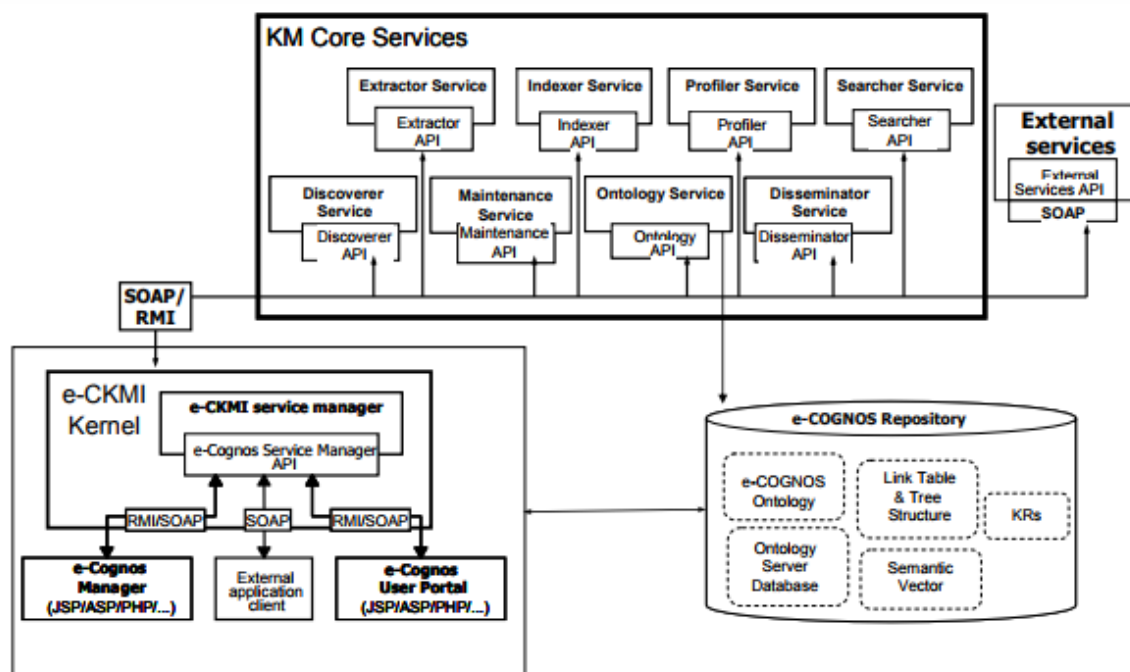 KM Core Services
Extractor Service
Extractor
API
Indexer Service
Indexer
API
Profiler Service
Profiler
API
Searcher Service
Searcher
API
External
services
External
Services API
SOAP
Discoverer
Service
Discoverer
API
Maintenance
Service
Maintenance
API
Ontology Service
Ontology
API
Disseminator
Service
Disseminator
API
SOAP/
RMI
e-CKMI
Kernel
e-CKMI service manager
e-Cognos Service Manager
API
RMI/SOAP
SOAP
RMI/SOAP
e-Cognos
Manager
(JSP/ASP/PHP/...)
External
application
client
e-Cognos
User Portal
(JSP/ASP/PHP/...)
e-COGNOS Repository
e-COGNOS
Ontology
Link Table
& Tree
Structure
KRs
Ontology
Server
Database
Semantic
Vector